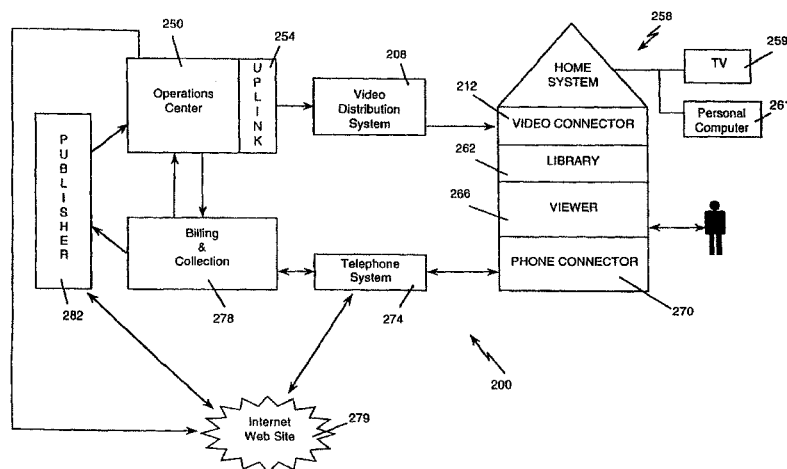 250
254
258
259
TV
208
HOME
SYSTEM
Operations
Center
UPLINK
Video
Distribution
System
212
261
Personal
Computer
VIDEO CONNECTOR
PUBLISHER
262
LIBRARY
266
VIEWER
Billing
&
Collection
Telephone
System
PHONE CONNECTOR
282
278
274
270
200
Internet
Web Site
279